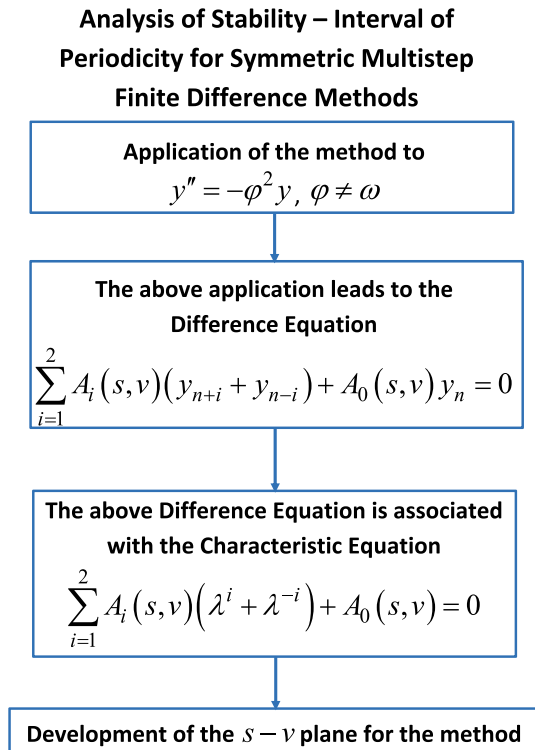 Analysis of Stability – Interval of
Periodicity for Symmetric Multistep
Finite Difference Methods
Application of the method to
y″ = −φ² y, φ ≠ ω
The above application leads to the
Difference Equation
∑_{i=1}^{2} A_i (s,v)(y_{n+i} + y_{n−i}) + A_0 (s,v) y_n = 0
The above Difference Equation is associated
with the Characteristic Equation
∑_{i=1}^{2} A_i (s,v)(λ^i + λ^{−i}) + A_0 (s,v) = 0
Development of the s − v plane for the method